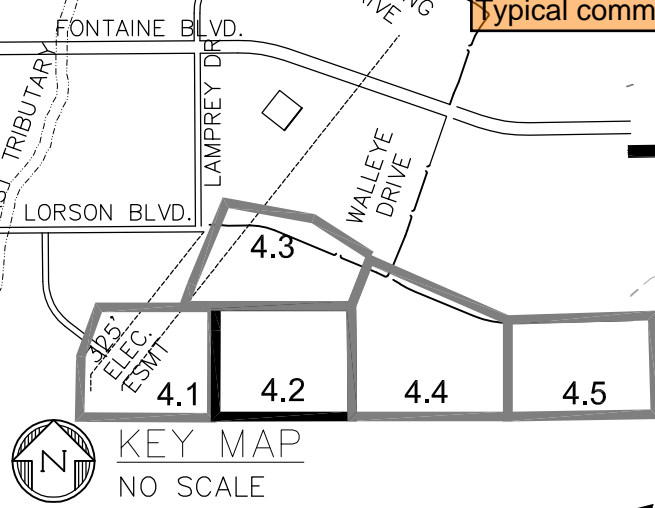 Typical comm
FONTAINE BLVD.
TRIBUTARY
LAMPREY DR
WALLEYE
DRIVE
LORSON BLVD.
4.3
325'
ELEC.
ESMT
4.1
4.2
4.4
4.5
N
KEY MAP
NO SCALE